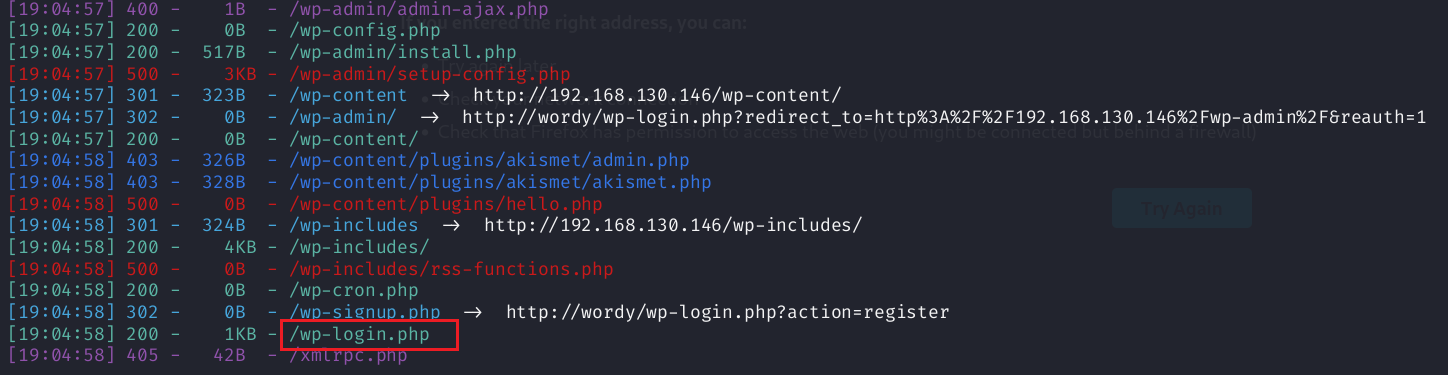 [19:04:57] 400 -    1B  - /wp-admin/admin-ajax.php
If you entered the right address, you can:
[19:04:57] 200 -    0B  - /wp-config.php
[19:04:57] 200 -  517B  - /wp-admin/install.php
[19:04:57] 500 -    3KB - /wp-admin/setup-config.php
[19:04:57] 301 -  323B  - /wp-content  ->  http://192.168.130.146/wp-content/
[19:04:57] 302 -    0B  - /wp-admin/  ->  http://wordy/wp-login.php?redirect_to=http%3A%2F%2F192.168.130.146%2Fwp-admin%2F&reauth=1
• Check that Firefox has permission to access the web (you might be connected but behind a firewall)
[19:04:57] 200 -    0B  - /wp-content/
[19:04:58] 403 -  326B  - /wp-content/plugins/akismet/admin.php
[19:04:58] 403 -  328B  - /wp-content/plugins/akismet/akismet.php
[19:04:58] 500 -    0B  - /wp-content/plugins/hello.php
Try Again
[19:04:58] 301 -  324B  - /wp-includes  ->  http://192.168.130.146/wp-includes/
[19:04:58] 200 -    4KB - /wp-includes/
[19:04:58] 500 -    0B  - /wp-includes/rss-functions.php
[19:04:58] 200 -    0B  - /wp-cron.php
[19:04:58] 302 -    0B  - /wp-signup.php  ->  http://wordy/wp-login.php?action=register
[19:04:58] 200 -    1KB - /wp-login.php
[19:04:58] 405 -   42B  - /xmlrpc.php